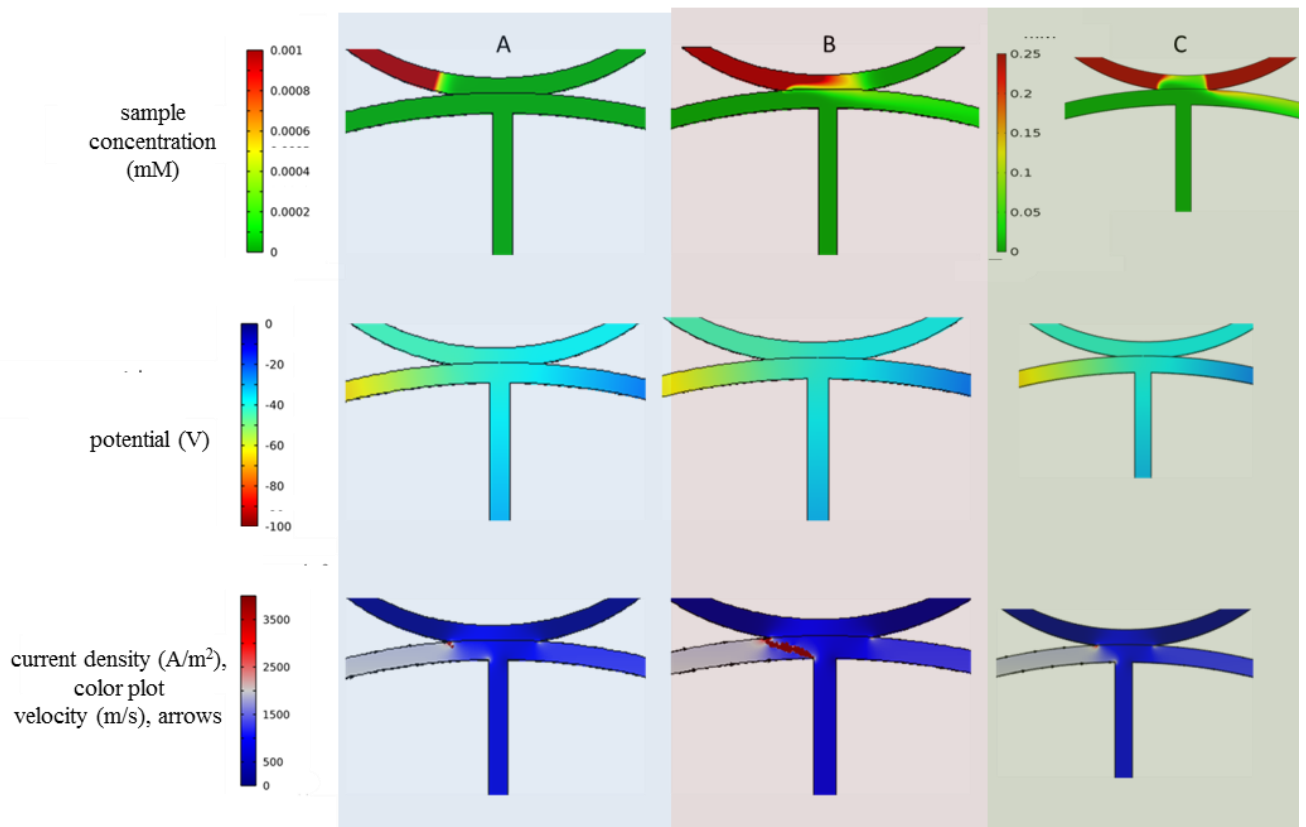 A
B
C
sample
concentration
(mM)
0.001
0.0008
0.0006
0.0004
0.0002
0
0.25
0.2
0.15
0.1
0.05
0
potential (V)
0
-20
-40
-60
-80
-100
current density (A/m²),
color plot
velocity (m/s), arrows
3500
2500
1500
500
0